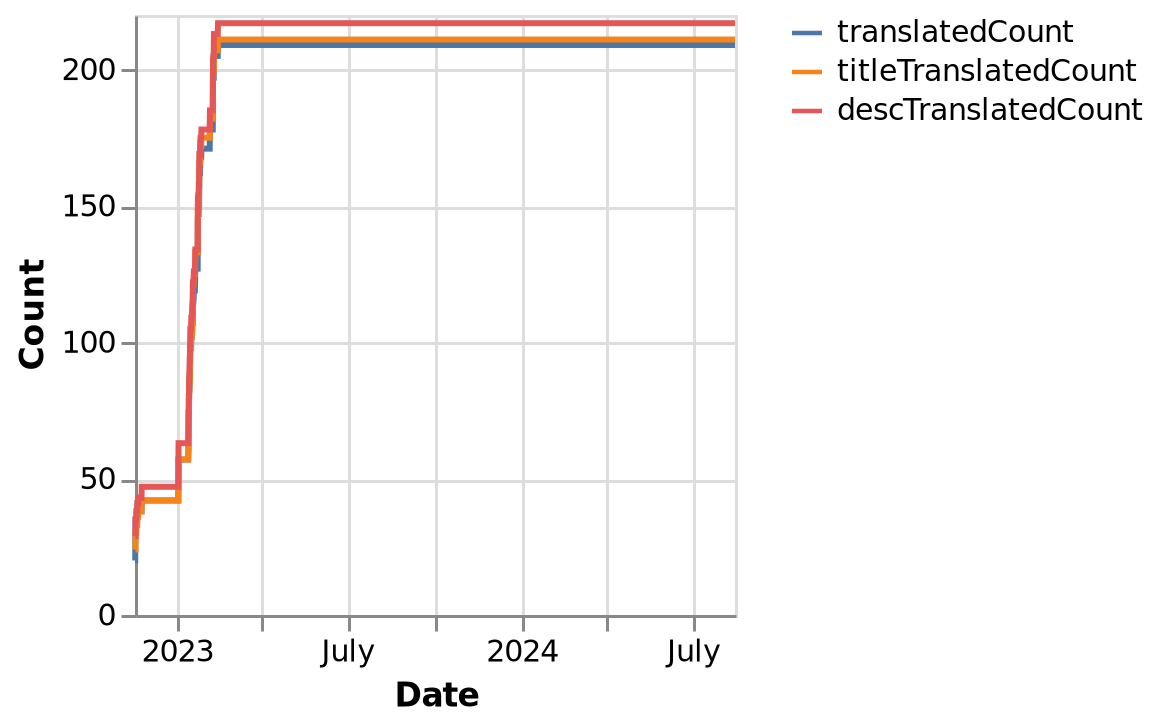 translatedCount
titleTranslatedCount
descTranslatedCount
Count
200
150
100
50
0
2023
July
2024
July
Date